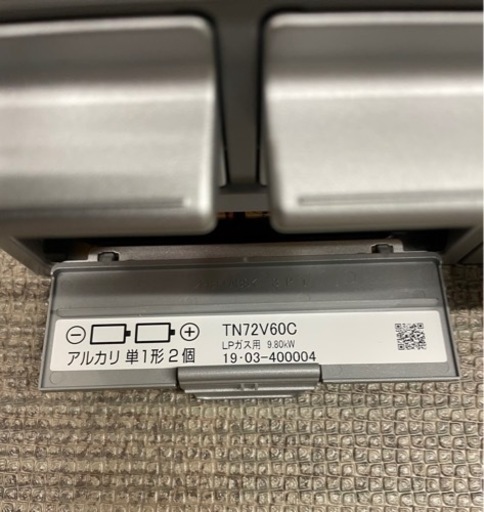 ⊖ ⊕
アルカリ 単1形2個
TN72V60C
LPガス用 9.80kW
19・03-400004